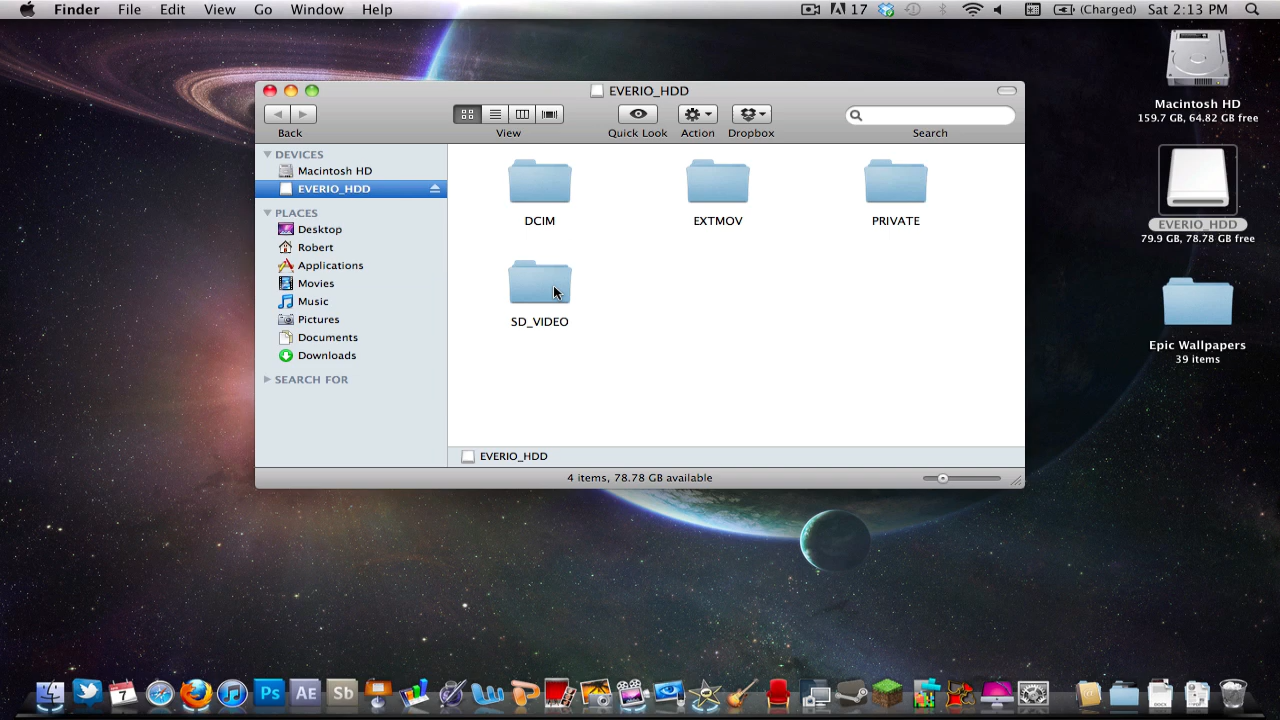 Finder File Edit View Go Window Help 17 (Charged) Sat 2:13 PM
EVERIO_HDD
Back View Quick Look Action Dropbox Search
DEVICES
Macintosh HD
EVERIO_HDD
PLACES
Desktop
Robert
Applications
Movies
Music
Pictures
Documents
Downloads
SEARCH FOR
DCIM EXTMOV PRIVATE
SD_VIDEO
EVERIO_HDD
4 items, 78.78 GB available
Macintosh HD
159.7 GB, 64.82 GB free
EVERIO_HDD
79.9 GB, 78.78 GB free
Epic Wallpapers
39 items
7 Ps AE Sb